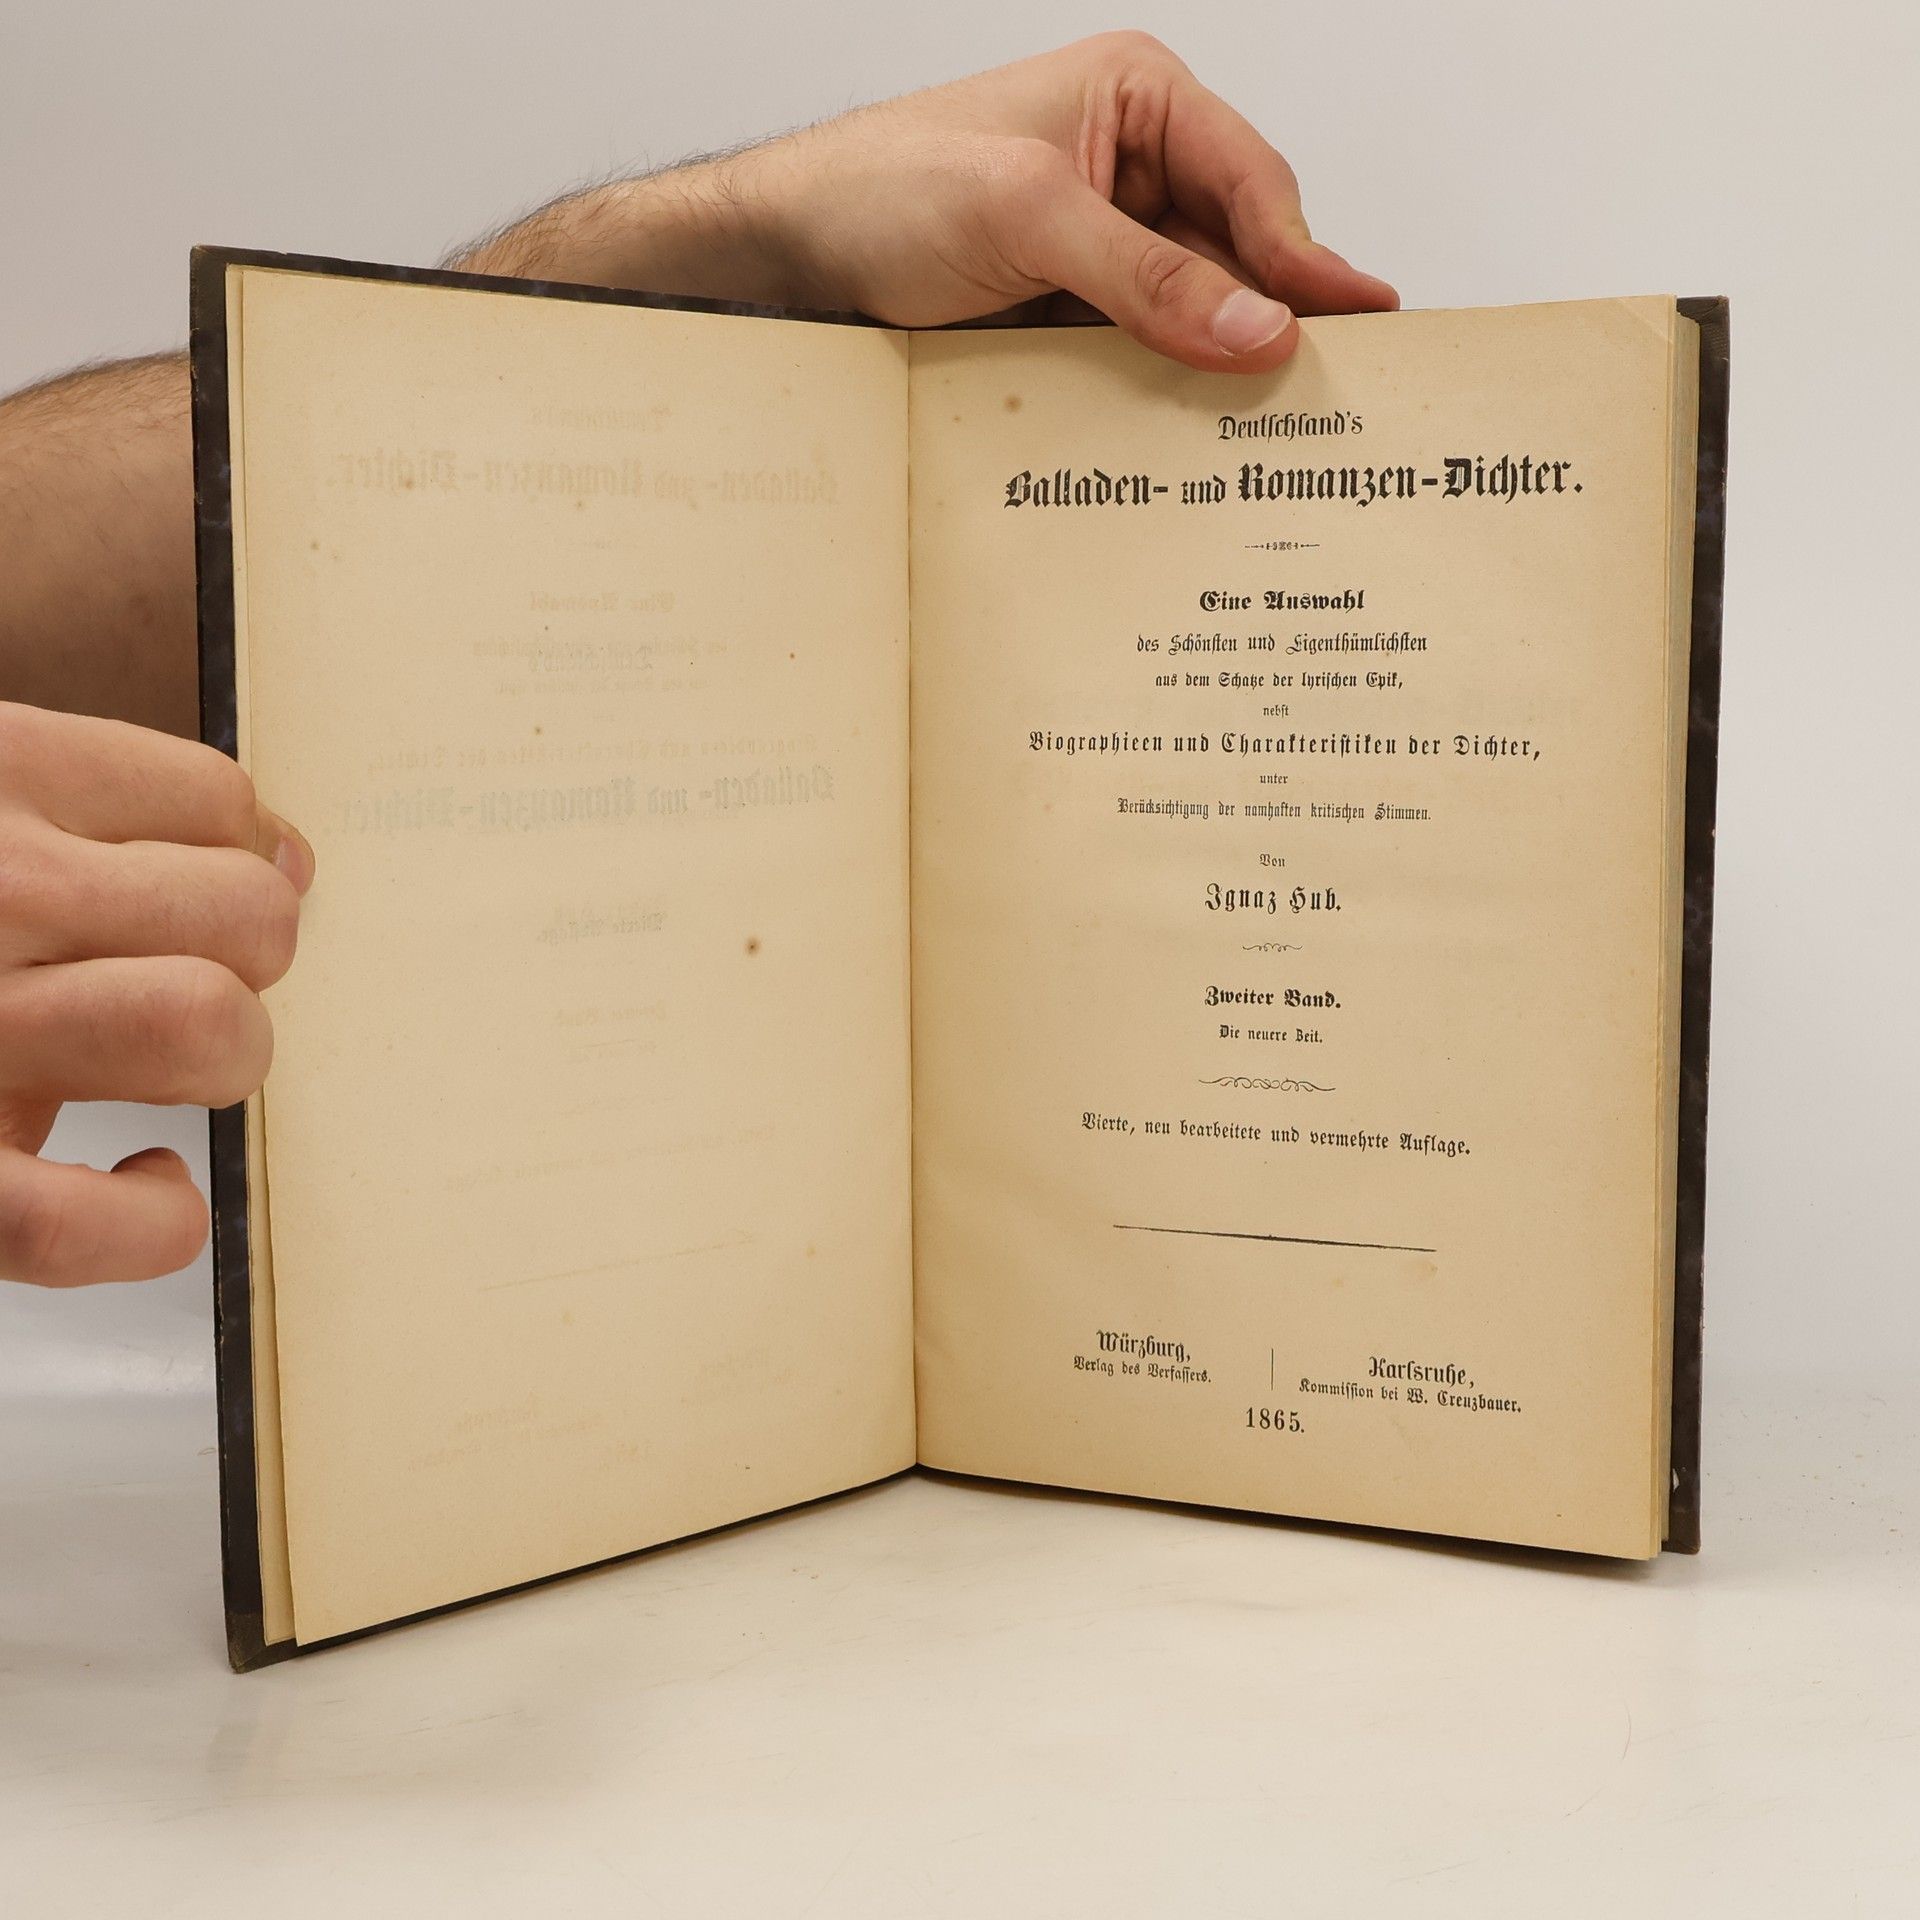 Deutschland's
Balladen- und Romanzen-Dichter.
Eine Auswahl
des Schönsten und Eigenthümlichsten
aus dem Schatze der lyrischen Epik,
nebst
Biographieen und Charakteristiken der Dichter,
unter
Berücksichtigung der namhaften kritischen Stimmen.
Von
Ignaz Hub.
Zweiter Band.
Die neuere Zeit.
Vierte, neu bearbeitete und vermehrte Auflage.
Würzburg,
Verlag des Verfassers.
Karlsruhe,
Kommission bei W. Creuzbauer.
1865.